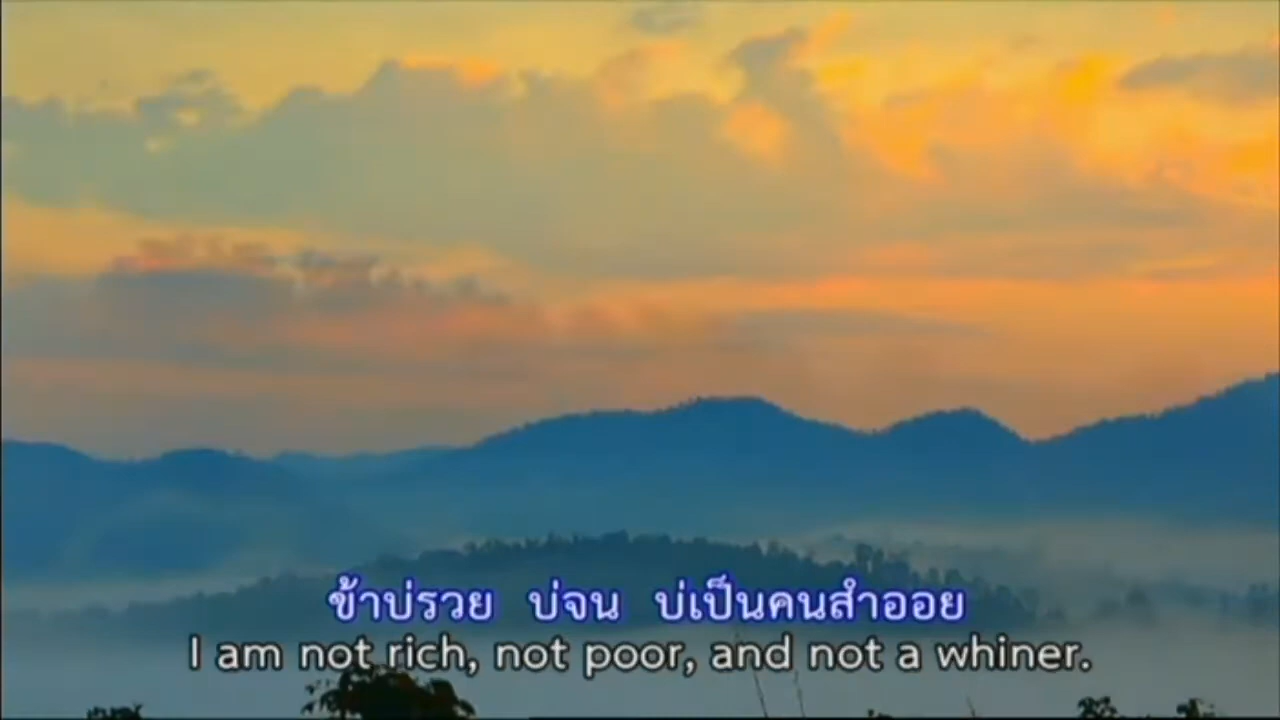 ข้าบ่รวย บ่จน บ่เป็นคนสำออย
I am not rich, not poor, and not a whiner.